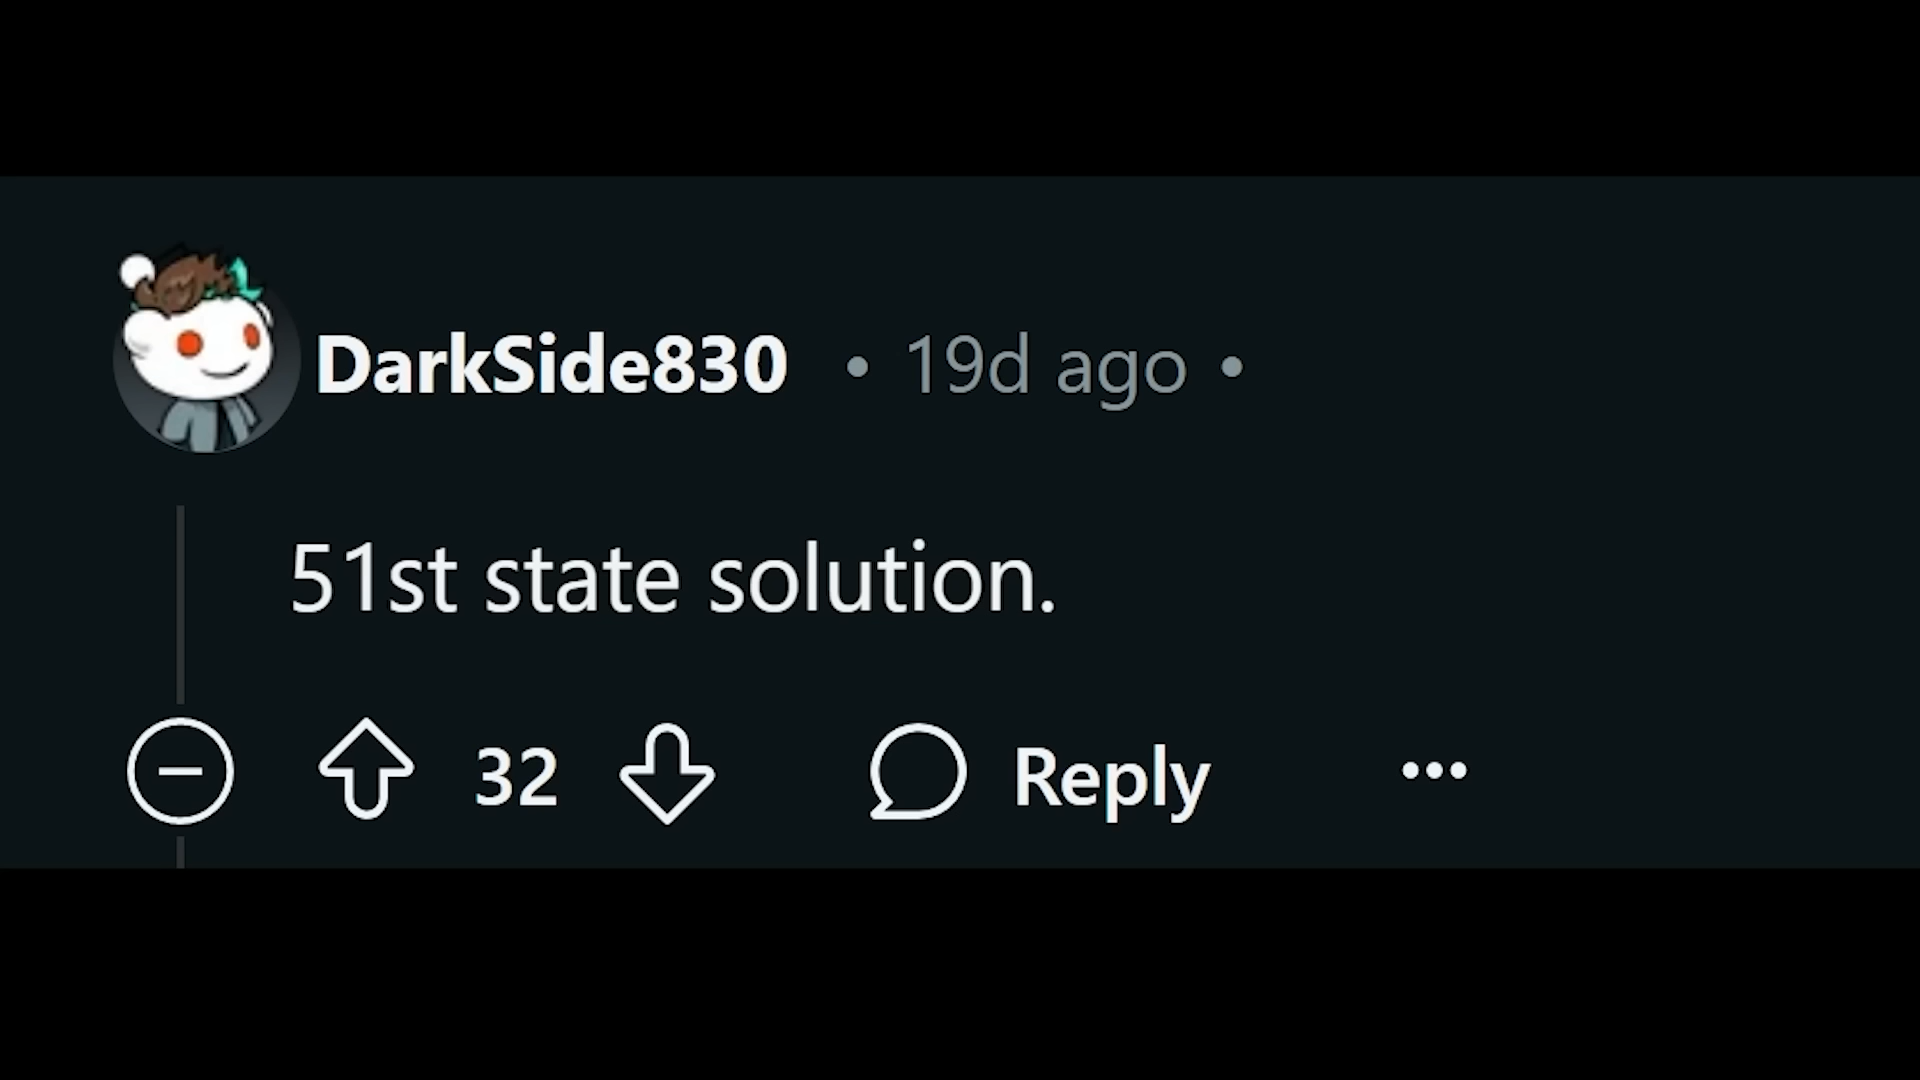 DarkSide830 • 19d ago •
51st state solution.
32 Reply